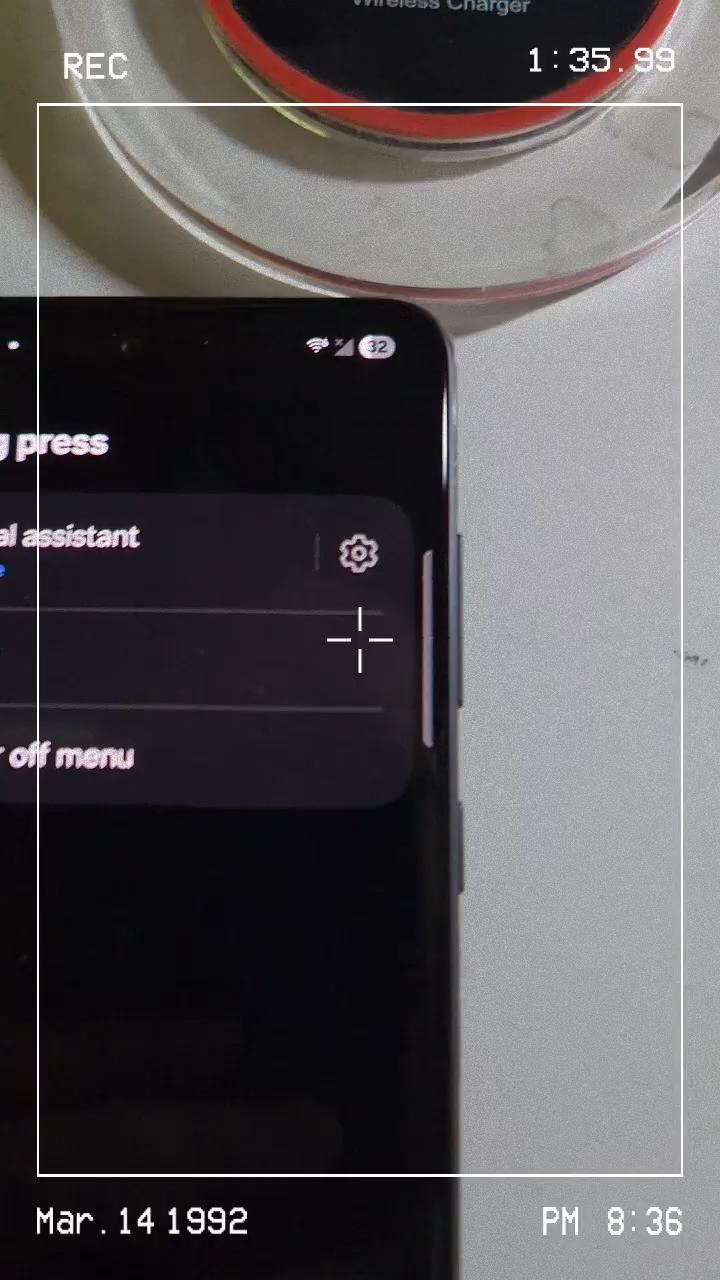 Wireless Charger
REC
1:35.99
32
g press
al assistant
e
r off menu
Mar. 14 1992
PM 8:36